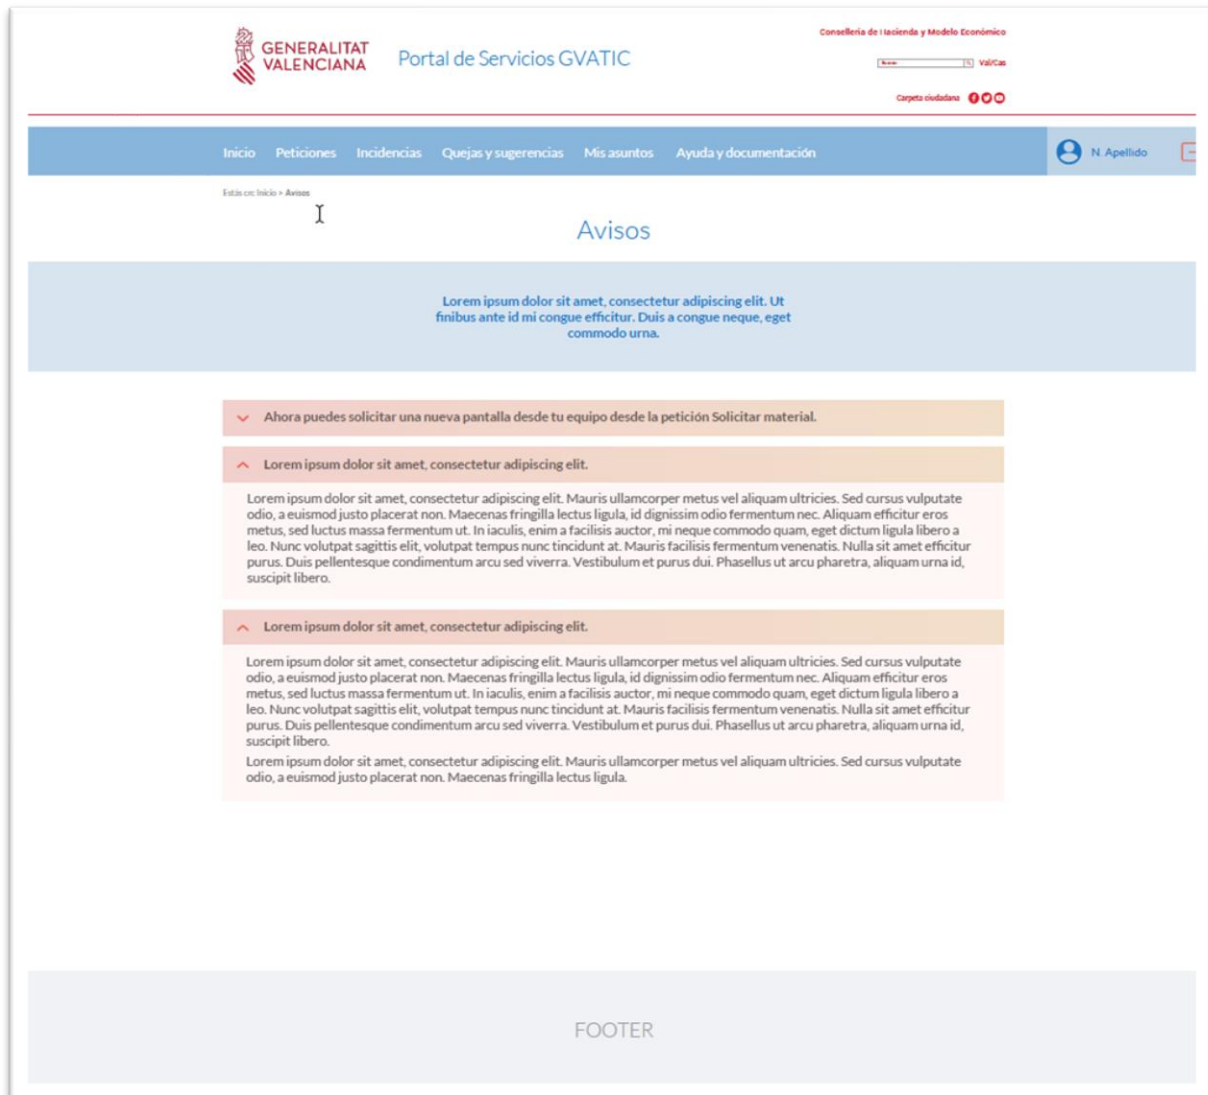 GENERALITAT
VALENCIANA
Portal de Servicios GVATIC
Conselleria de Hacienda y Modelo Económico
Buscar
Val/Cas
Carpeta ciudadana
Inicio Peticiones Incidencias Quejas y sugerencias Mis asuntos Ayuda y documentación
N. Apellido
Estás en: Inicio > Avisos
Avisos
Lorem ipsum dolor sit amet, consectetur adipiscing elit. Ut
finibus ante id mi congue efficitur. Duis a congue neque, eget
commodo urna.
Ahora puedes solicitar una nueva pantalla desde tu equipo desde la petición Solicitar material.
Lorem ipsum dolor sit amet, consectetur adipiscing elit.
Lorem ipsum dolor sit amet, consectetur adipiscing elit. Mauris ullamcorper metus vel aliquam ultricies. Sed cursus vulputate
odio, a euismod justo placerat non. Maecenas fringilla lectus ligula, id dignissim odio fermentum nec. Aliquam efficitur eros
metus, sed luctus massa fermentum ut. In iaculis, enim a facilisis auctor, mi neque commodo quam, eget dictum ligula libero a
leo. Nunc volutpat sagittis elit, volutpat tempus nunc tincidunt at. Mauris facilisis fermentum venenatis. Nulla sit amet efficitur
purus. Duis pellentesque condimentum arcu sed viverra. Vestibulum et purus dui. Phasellus ut arcu pharetra, aliquam urna id,
suscipit libero.
Lorem ipsum dolor sit amet, consectetur adipiscing elit.
Lorem ipsum dolor sit amet, consectetur adipiscing elit. Mauris ullamcorper metus vel aliquam ultricies. Sed cursus vulputate
odio, a euismod justo placerat non. Maecenas fringilla lectus ligula, id dignissim odio fermentum nec. Aliquam efficitur eros
metus, sed luctus massa fermentum ut. In iaculis, enim a facilisis auctor, mi neque commodo quam, eget dictum ligula libero a
leo. Nunc volutpat sagittis elit, volutpat tempus nunc tincidunt at. Mauris facilisis fermentum venenatis. Nulla sit amet efficitur
purus. Duis pellentesque condimentum arcu sed viverra. Vestibulum et purus dui. Phasellus ut arcu pharetra, aliquam urna id,
suscipit libero.
Lorem ipsum dolor sit amet, consectetur adipiscing elit. Mauris ullamcorper metus vel aliquam ultricies. Sed cursus vulputate
odio, a euismod justo placerat non. Maecenas fringilla lectus ligula.
FOOTER